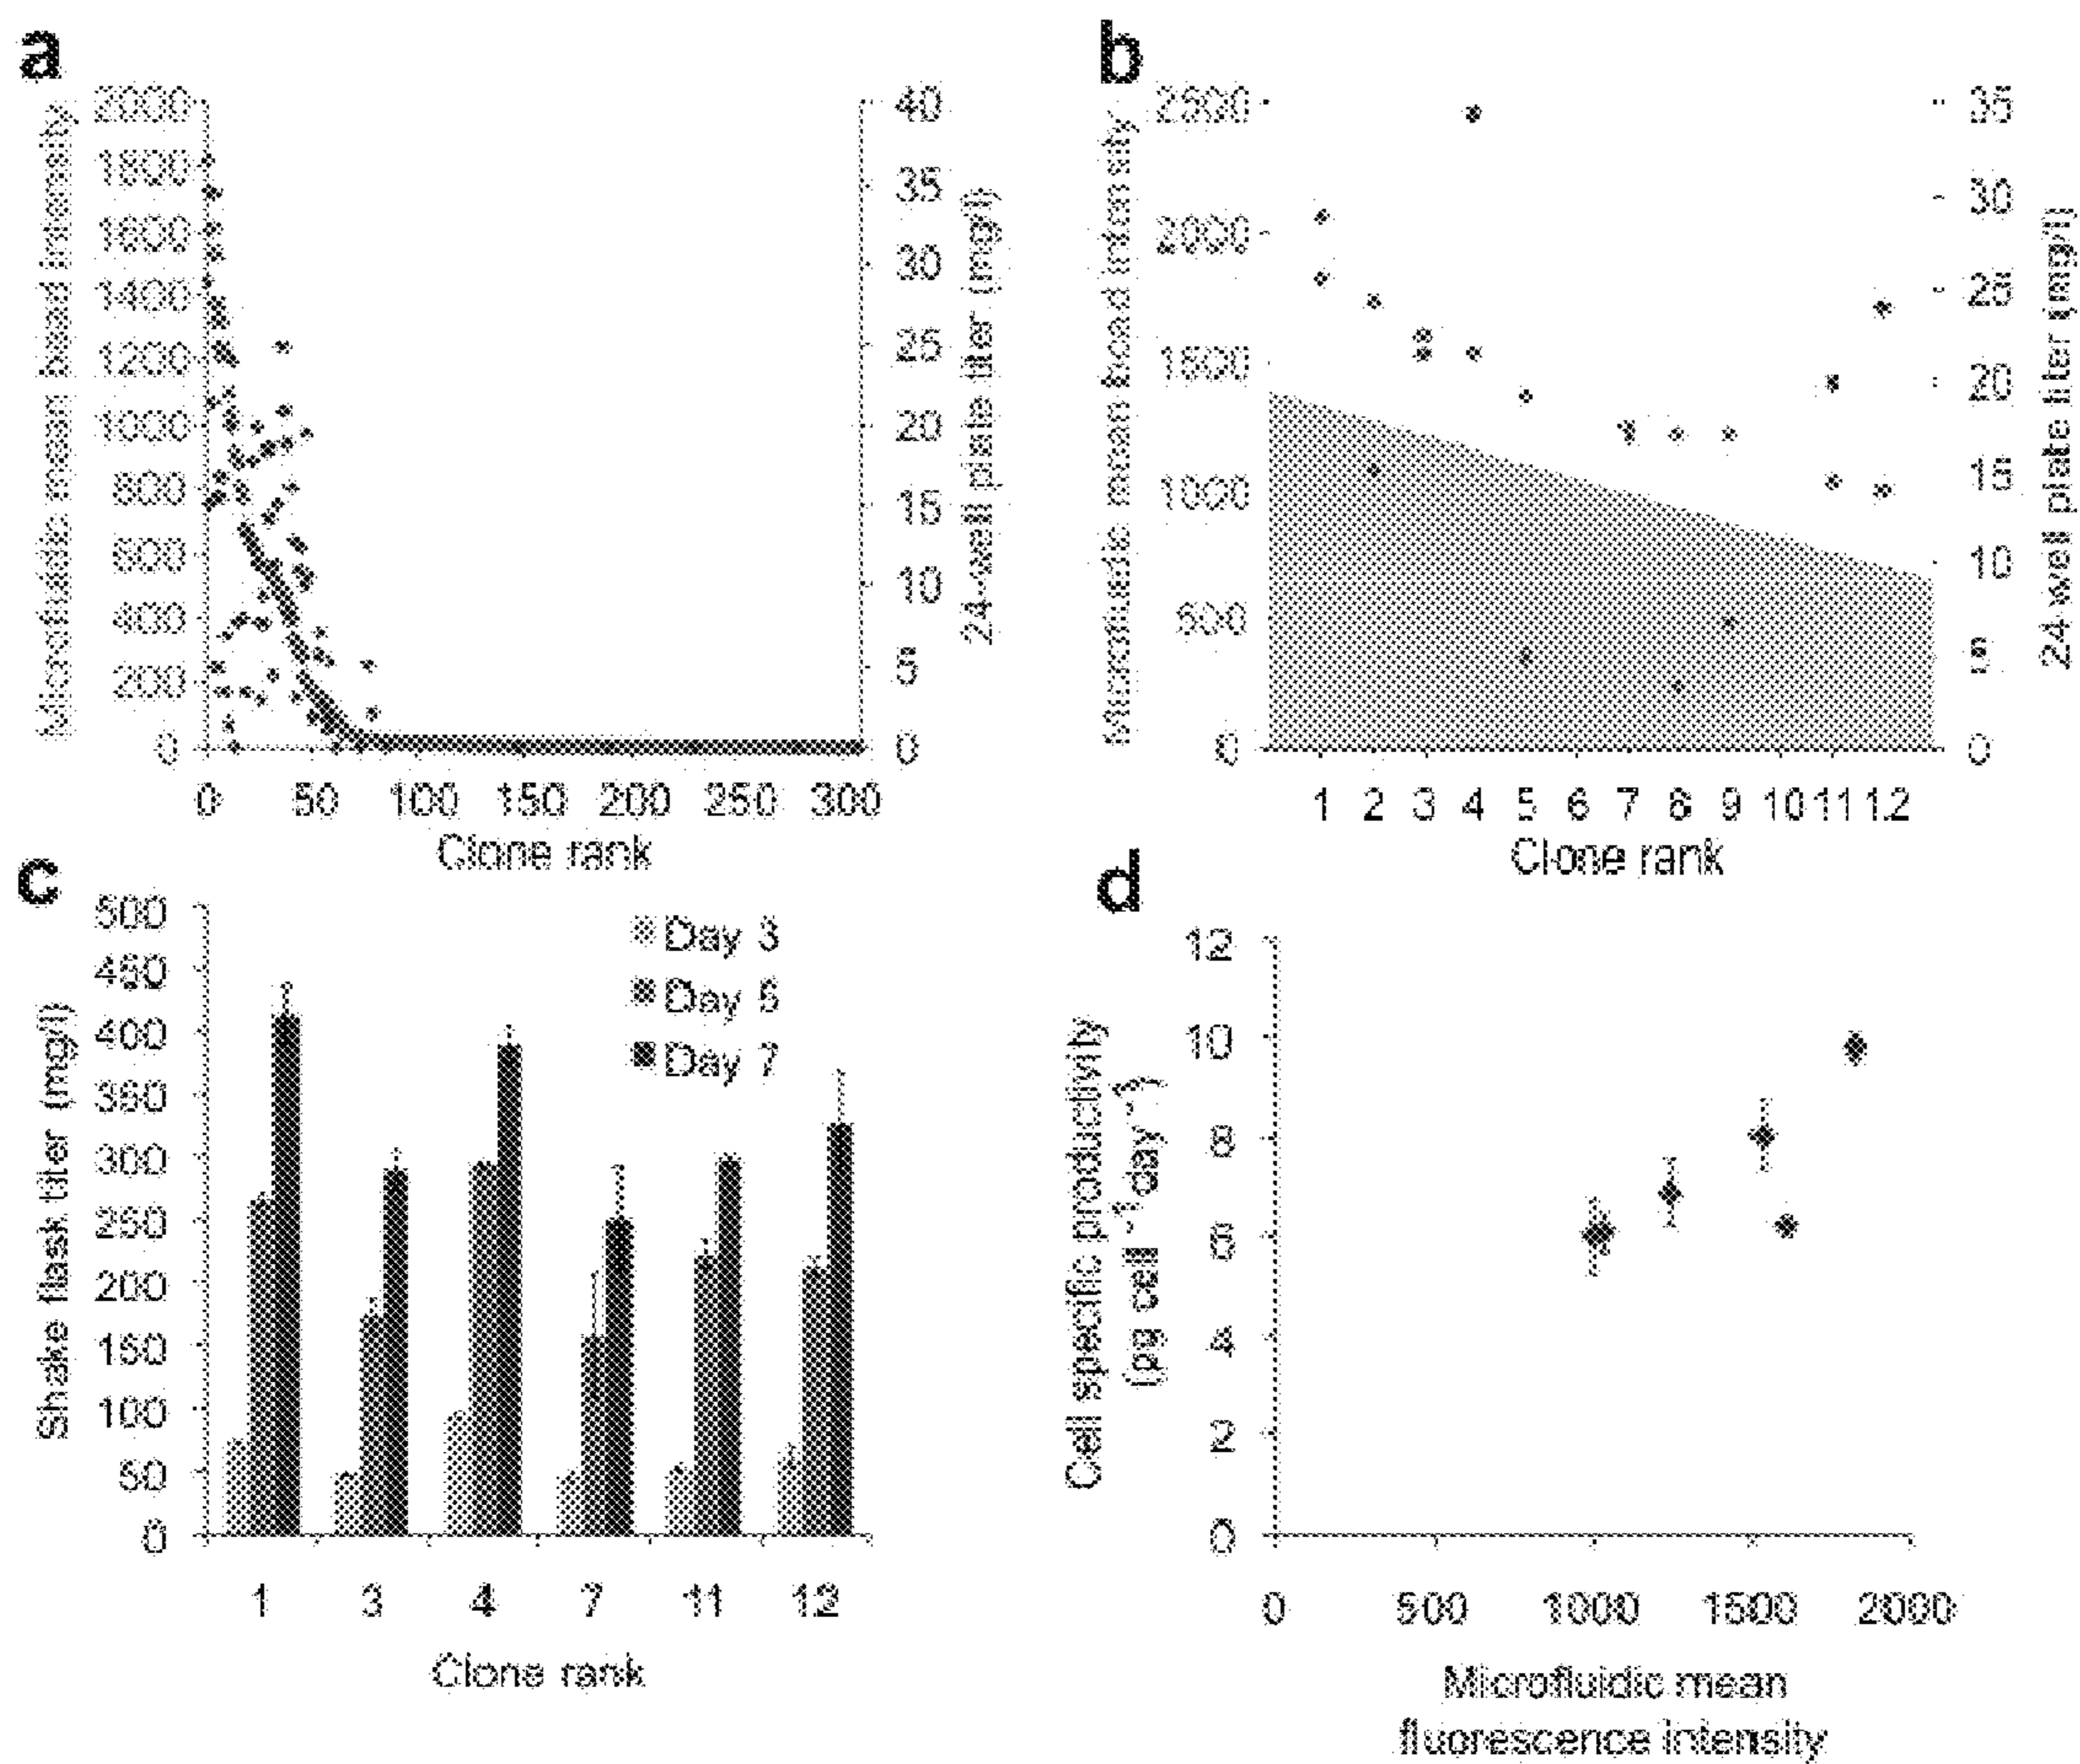 a
Microfluidic mean bead intensity
2000
1800
1600
1400
1200
1000
800
600
400
200
0
40
35
30
25
20
15
10
5
0
24-well plate titer (mg/l)
0 50 100 150 200 250 300
Clone rank
b
Microfluidic mean bead intensity
2500
2000
1500
1000
500
0
35
30
25
20
15
10
5
0
24-well plate titer (mg/l)
1 2 3 4 5 6 7 8 9 10 11 12
Clone rank
c
Shake flask titer (mg/l)
500
450
400
350
300
250
200
150
100
50
0
Day 3
Day 5
Day 7
1 3 4 7 11 12
Clone rank
d
Cell specific productivity
(pg cell⁻¹day⁻¹)
12
10
8
6
4
2
0
0 500 1000 1500 2000
Microfluidic mean
fluorescence intensity